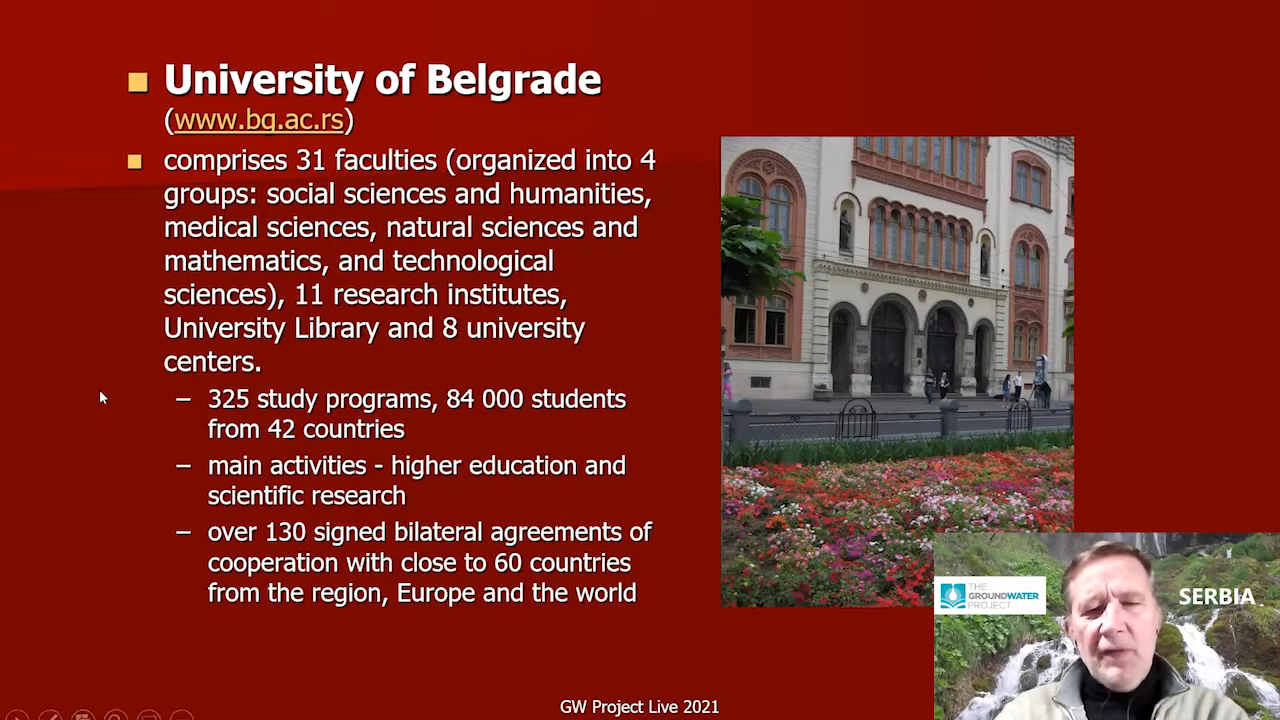 University of Belgrade
(www.bg.ac.rs)
comprises 31 faculties (organized into 4
groups: social sciences and humanities,
medical sciences, natural sciences and
mathematics, and technological
sciences), 11 research institutes,
University Library and 8 university
centers.
– 325 study programs, 84 000 students
from 42 countries
– main activities - higher education and
scientific research
– over 130 signed bilateral agreements of
cooperation with close to 60 countries
from the region, Europe and the world
THE
GROUNDWATER
PROJECT
SERBIA
GW Project Live 2021